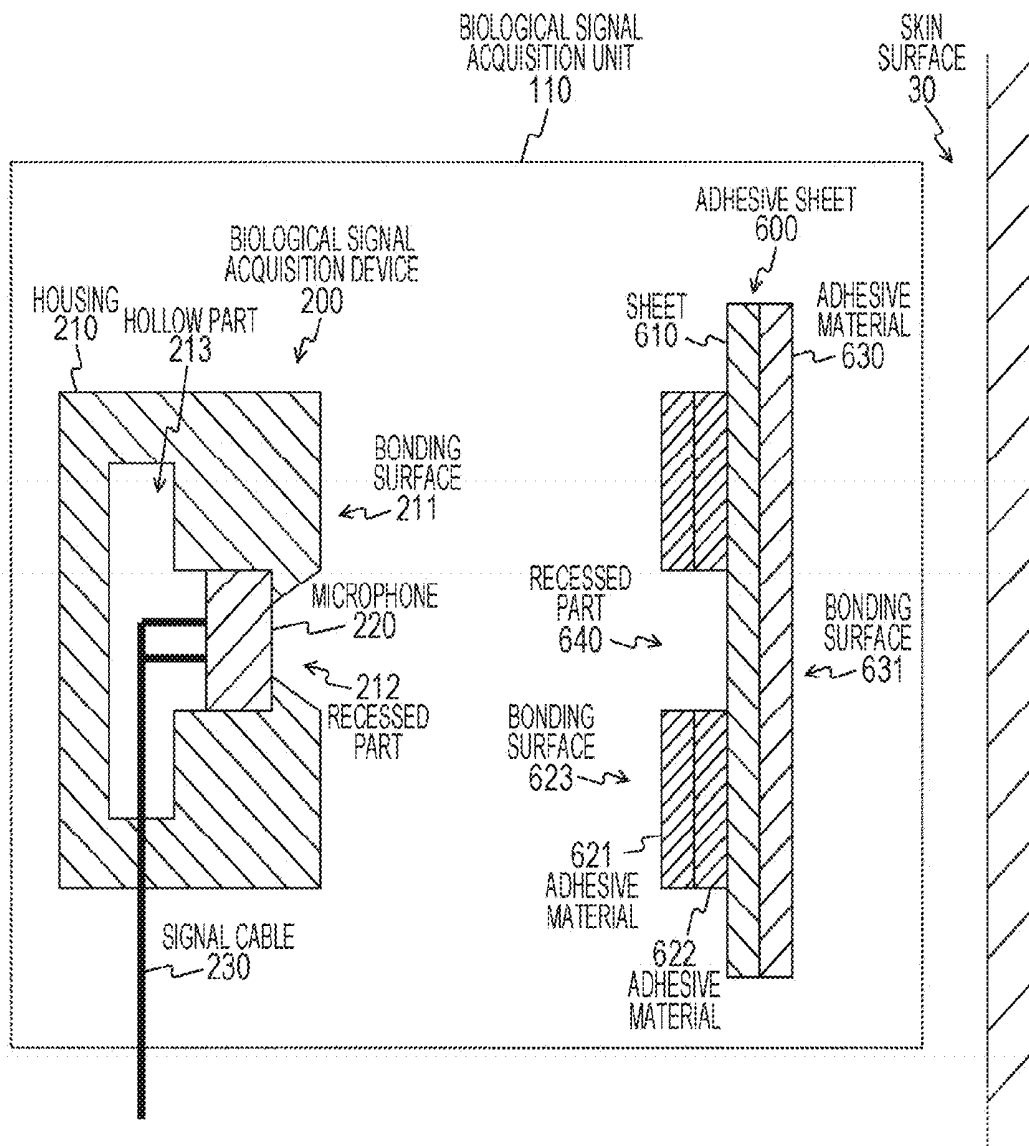 BIOLOGICAL SIGNAL
ACQUISITION UNIT
110
SKIN
SURFACE
30
ADHESIVE SHEET
600
BIOLOGICAL SIGNAL
ACQUISITION DEVICE
200
HOUSING
210
HOLLOW PART
213
SHEET
610
ADHESIVE
MATERIAL
630
BONDING
SURFACE
211
MICROPHONE
220
212
RECESSED
PART
RECESSED
PART
640
BONDING
SURFACE
631
BONDING
SURFACE
623
621
ADHESIVE
MATERIAL
622
ADHESIVE
MATERIAL
SIGNAL CABLE
230